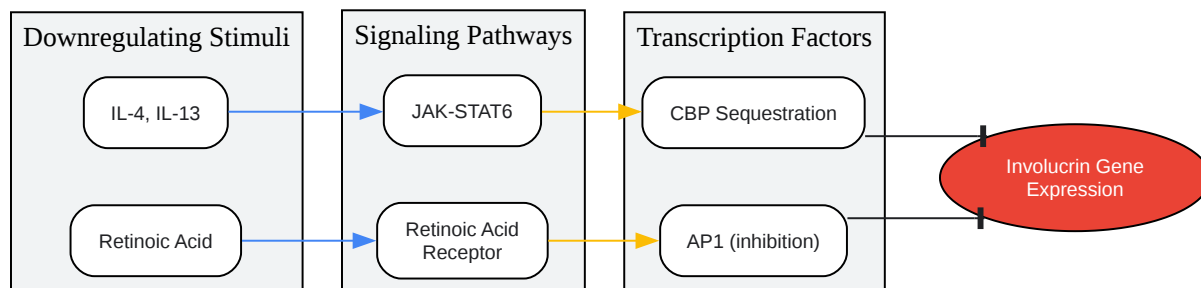 Downregulating Stimuli
Signaling Pathways
Transcription Factors
IL-4, IL-13
JAK-STAT6
CBP Sequestration
Involucrin Gene
Expression
Retinoic Acid
Retinoic Acid
Receptor
AP1 (inhibition)